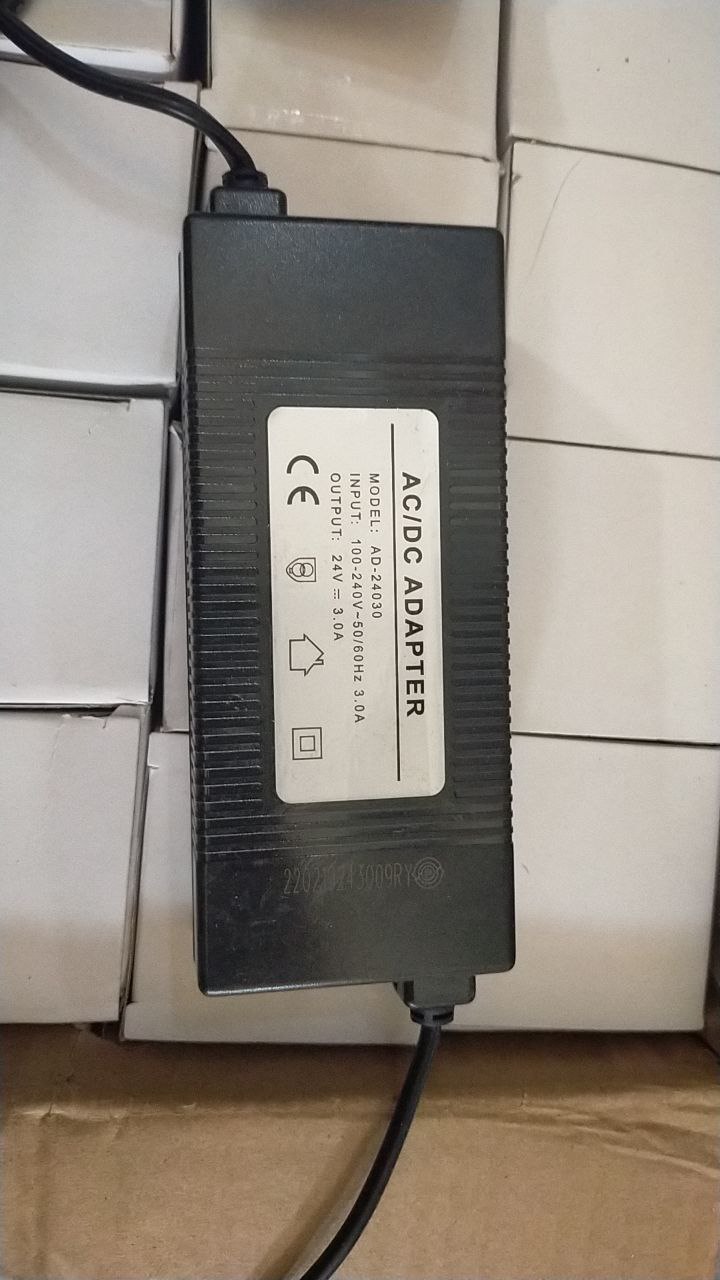 AC/DC ADAPTER
MODEL: AD-24030
INPUT: 100-240V~50/60Hz 3.0A
OUTPUT: 24V⎓3.0A
CE